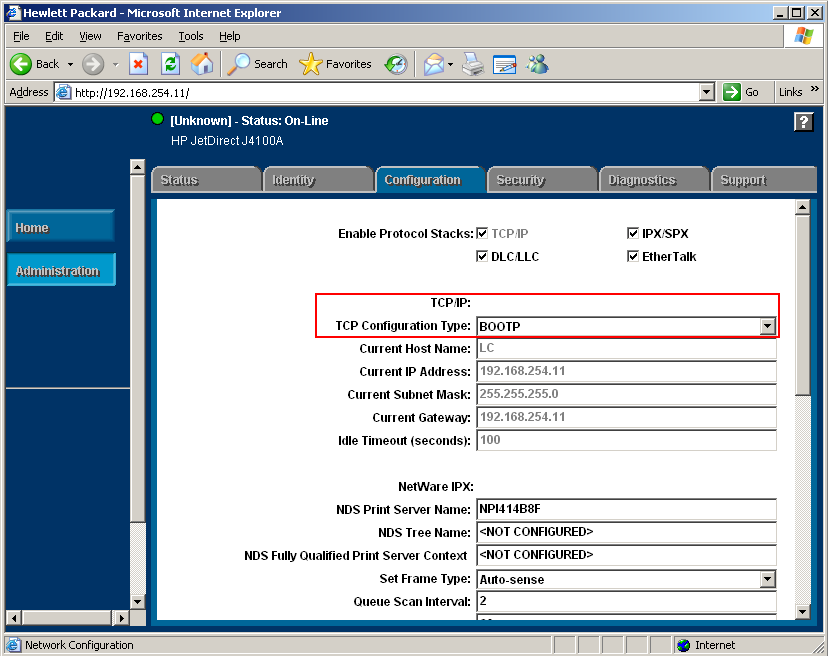 Hewlett Packard - Microsoft Internet Explorer
File Edit View Favorites Tools Help
Back Search Favorites
Address http://192.168.254.11/ Go Links »
[Unknown] - Status: On-Line ?
HP JetDirect J4100A
Status Identity Configuration Security Diagnostics Support
Home
Administration
Enable Protocol Stacks: TCP/IP IPX/SPX
DLC/LLC EtherTalk
TCP/IP:
TCP Configuration Type: BOOTP
Current Host Name: LC
Current IP Address: 192.168.254.11
Current Subnet Mask: 255.255.255.0
Current Gateway: 192.168.254.11
Idle Timeout (seconds): 100
NetWare IPX:
NDS Print Server Name: NPI414B8F
NDS Tree Name: <NOT CONFIGURED>
NDS Fully Qualified Print Server Context <NOT CONFIGURED>
Set Frame Type: Auto-sense
Queue Scan Interval: 2
Network Configuration Internet